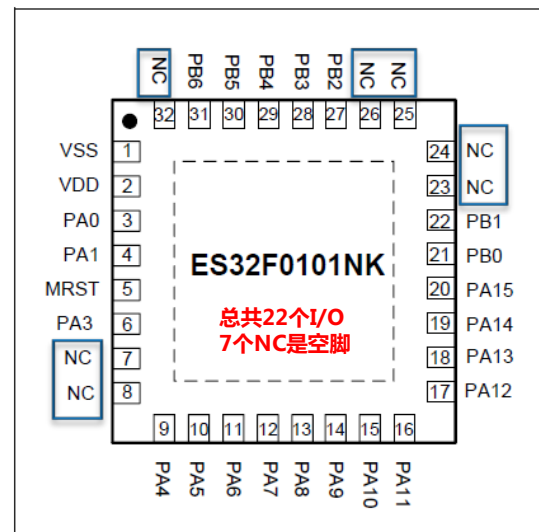 NC PB6 PB5 PB4 PB3 PB2 NC NC
32 31 30 29 28 27 26 25
VSS 1
VDD 2
PA0 3
PA1 4
MRST 5
PA3 6
NC 7
NC 8
24 NC
23 NC
22 PB1
21 PB0
20 PA15
19 PA14
18 PA13
17 PA12
ES32F0101NK
总共22个I/O
7个NC是空脚
9 10 11 12 13 14 15 16
PA4 PA5 PA6 PA7 PA8 PA9 PA10 PA11